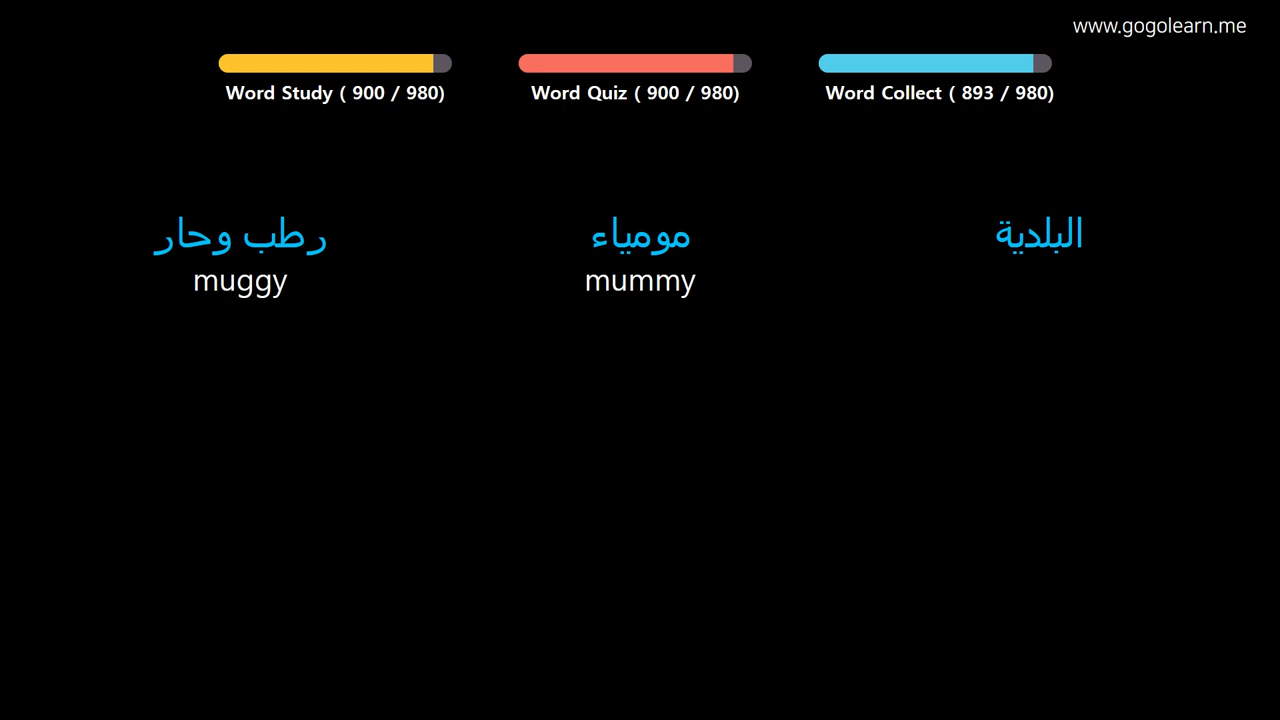 www.gogolearn.me
Word Study ( 900 / 980)
Word Quiz ( 900 / 980)
Word Collect ( 893 / 980)
رطب وحار
muggy
مومياء
mummy
البلدية